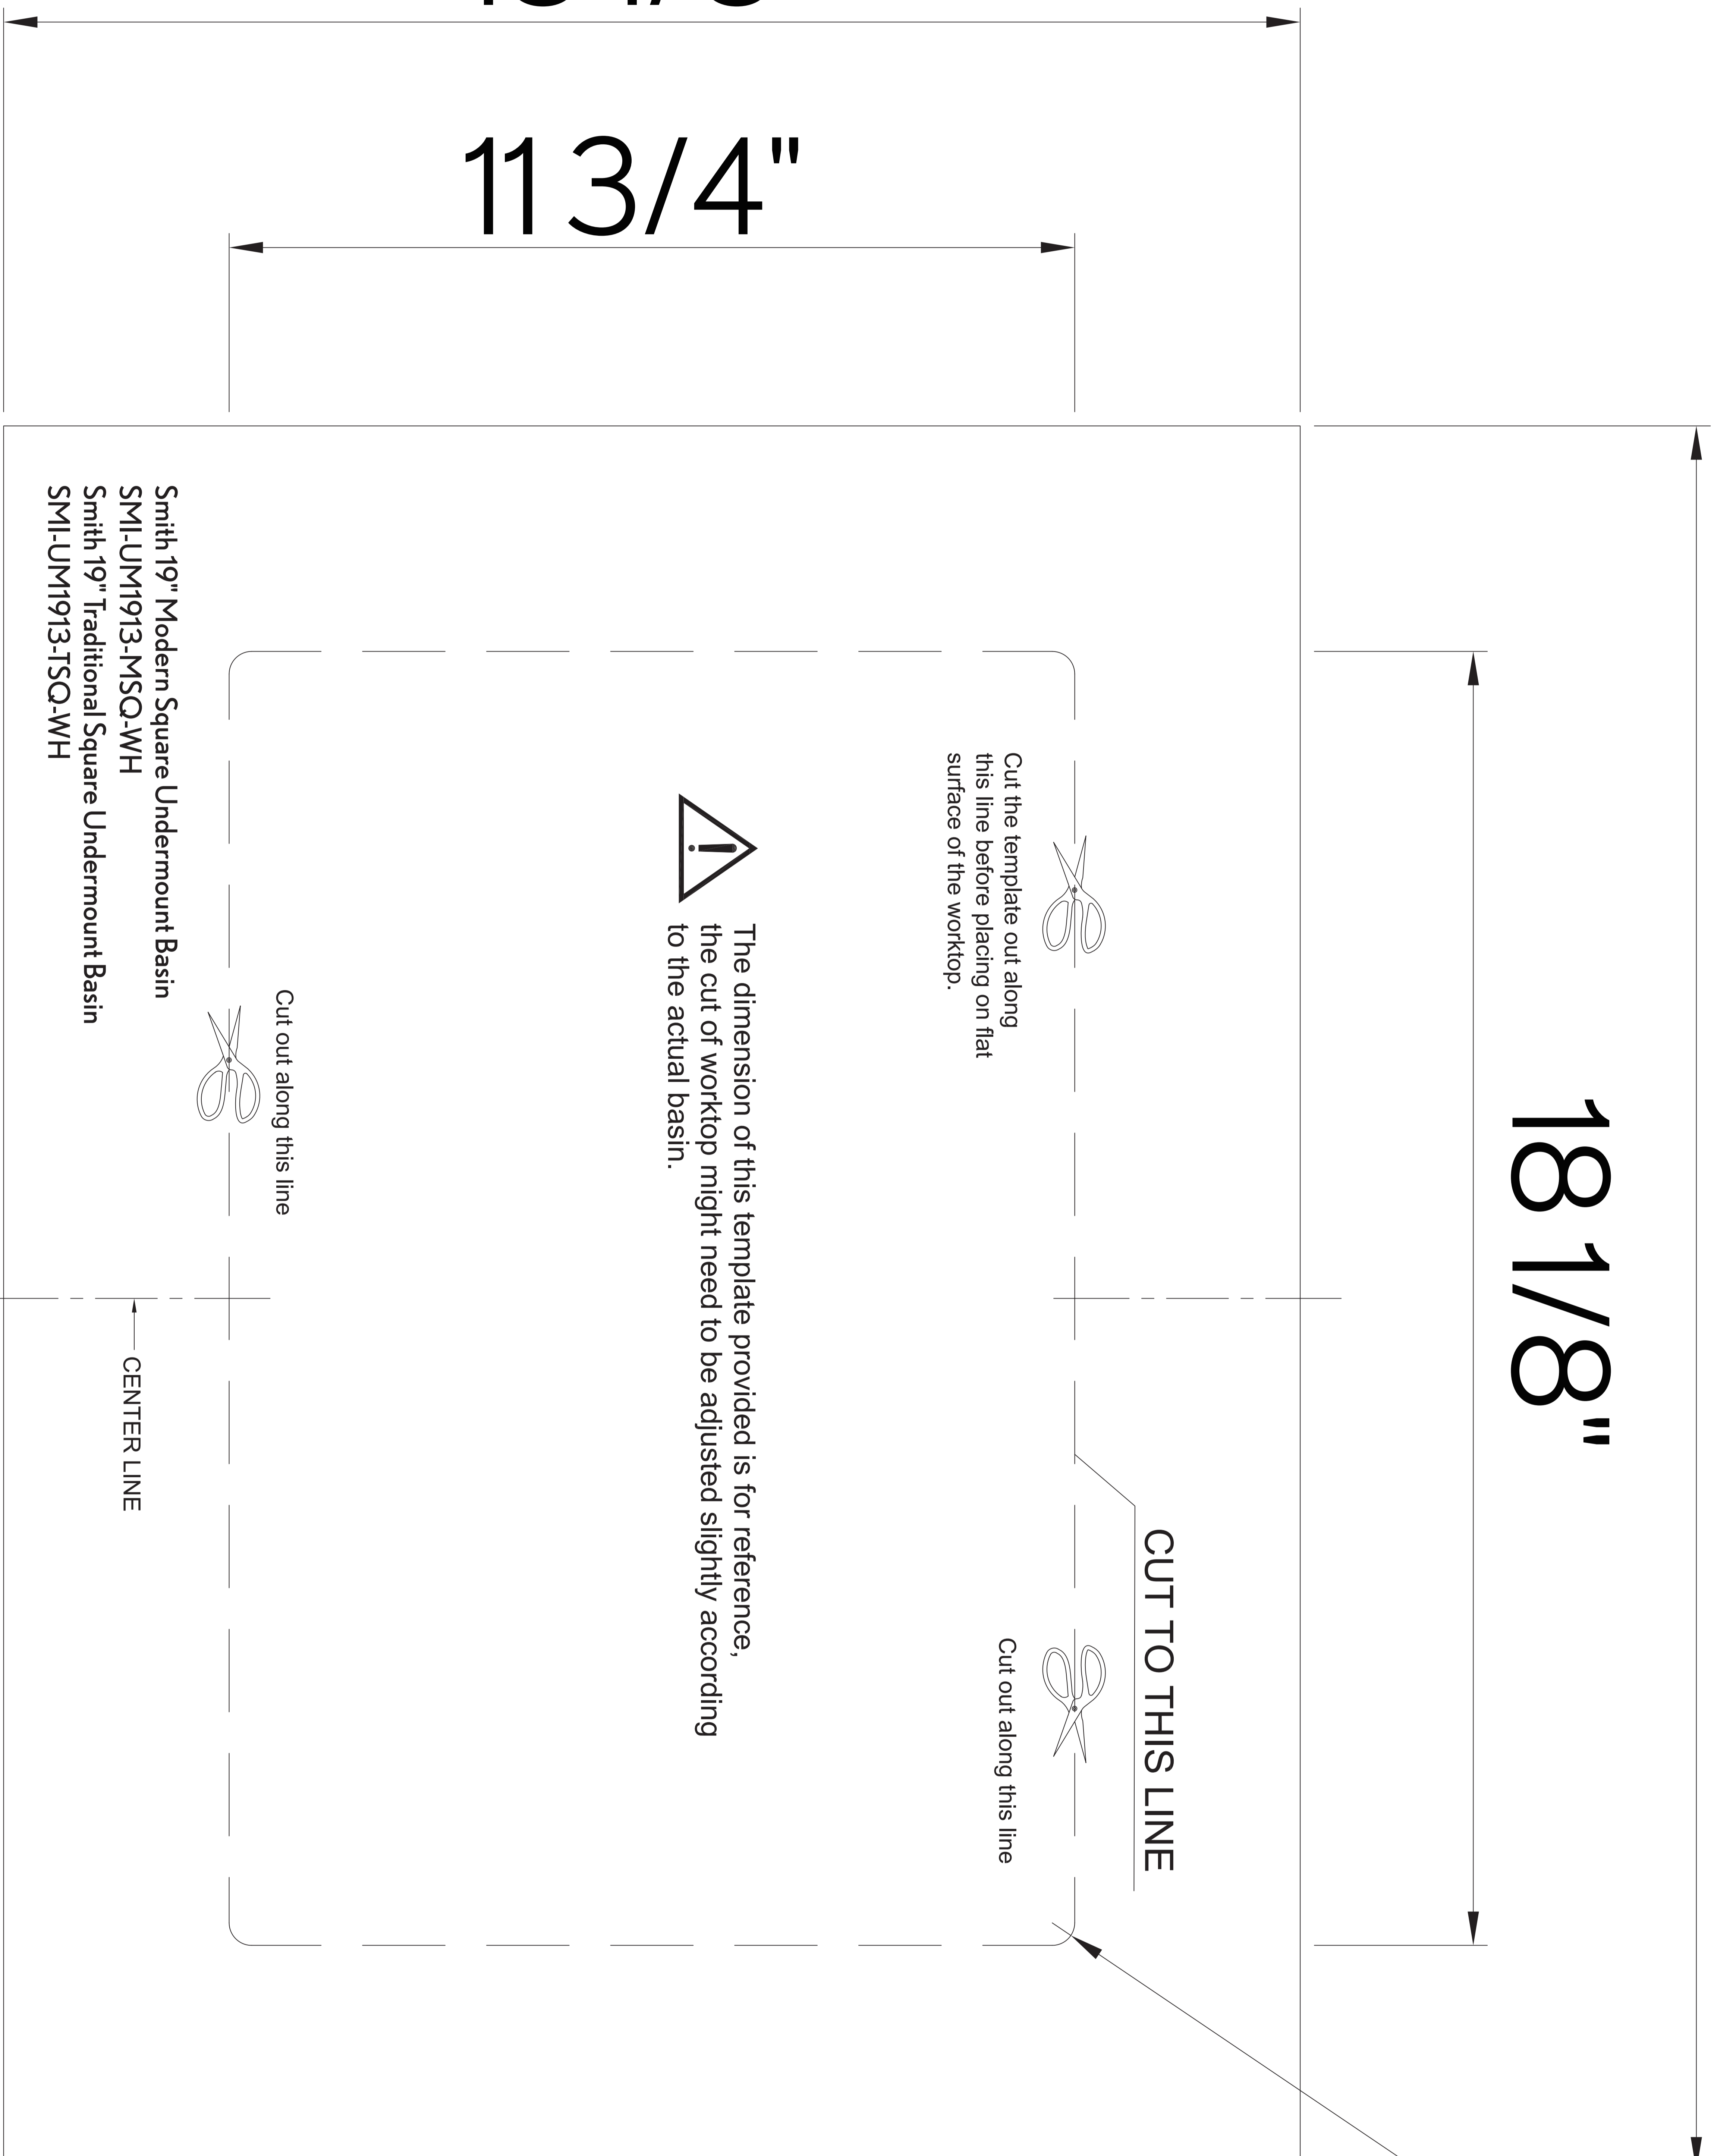 11 3/4"
18 1/8"
CUT TO THIS LINE
Cut the template out along
this line before placing on flat
surface of the worktop.
Cut out along this line
The dimension of this template provided is for reference,
the cut of worktop might need to be adjusted slightly according
to the actual basin.
Cut out along this line
CENTER LINE
Smith 19" Modern Square Undermount Basin
SMI-UM1913-MSQ-WH
Smith 19" Traditional Square Undermount Basin
SMI-UM1913-TSQ-WH